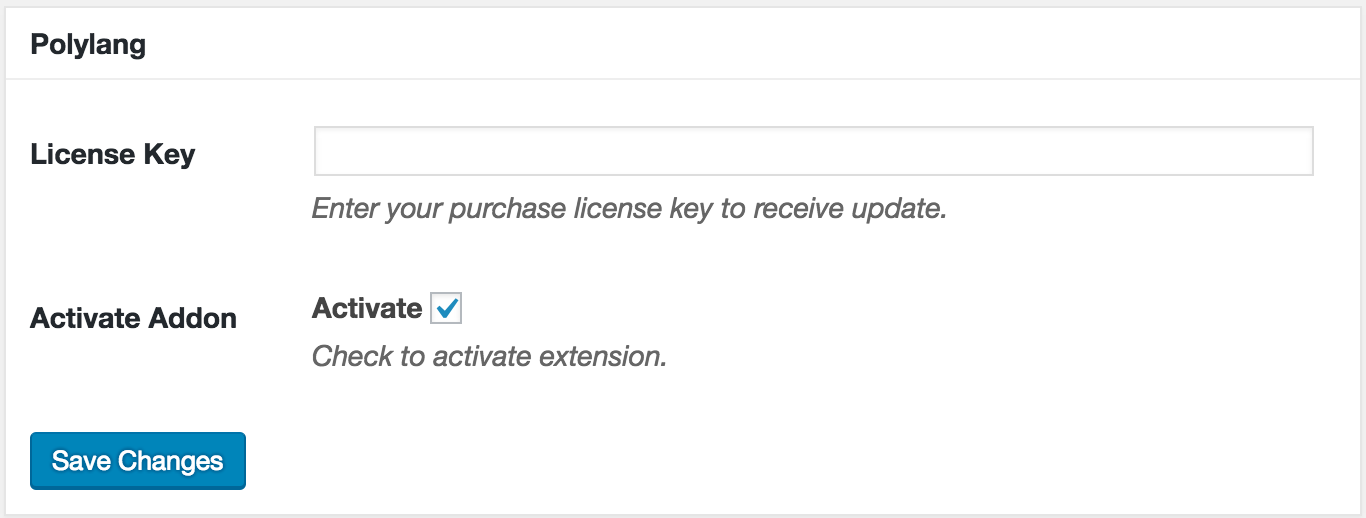 Polylang
License Key
Enter your purchase license key to receive update.
Activate Addon
Activate
Check to activate extension.
Save Changes